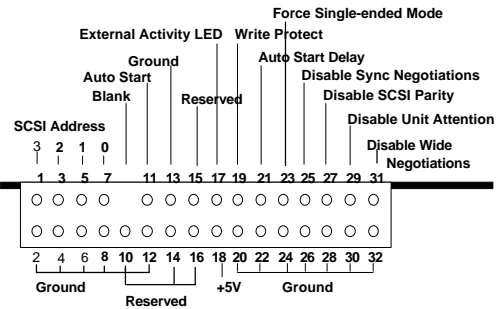 Force Single-ended Mode
External Activity LED Write Protect
Ground Auto Start Delay
Auto Start Disable Sync Negotiations
Blank Reserved Disable SCSI Parity
SCSI Address Disable Unit Attention
3 2 1 0 Disable Wide
Negotiations
1 3 5 7 11 13 15 17 19 21 23 25 27 29 31
2 4 6 8 10 12 14 16 18 20 22 24 26 28 30 32
Ground +5V Ground
Reserved